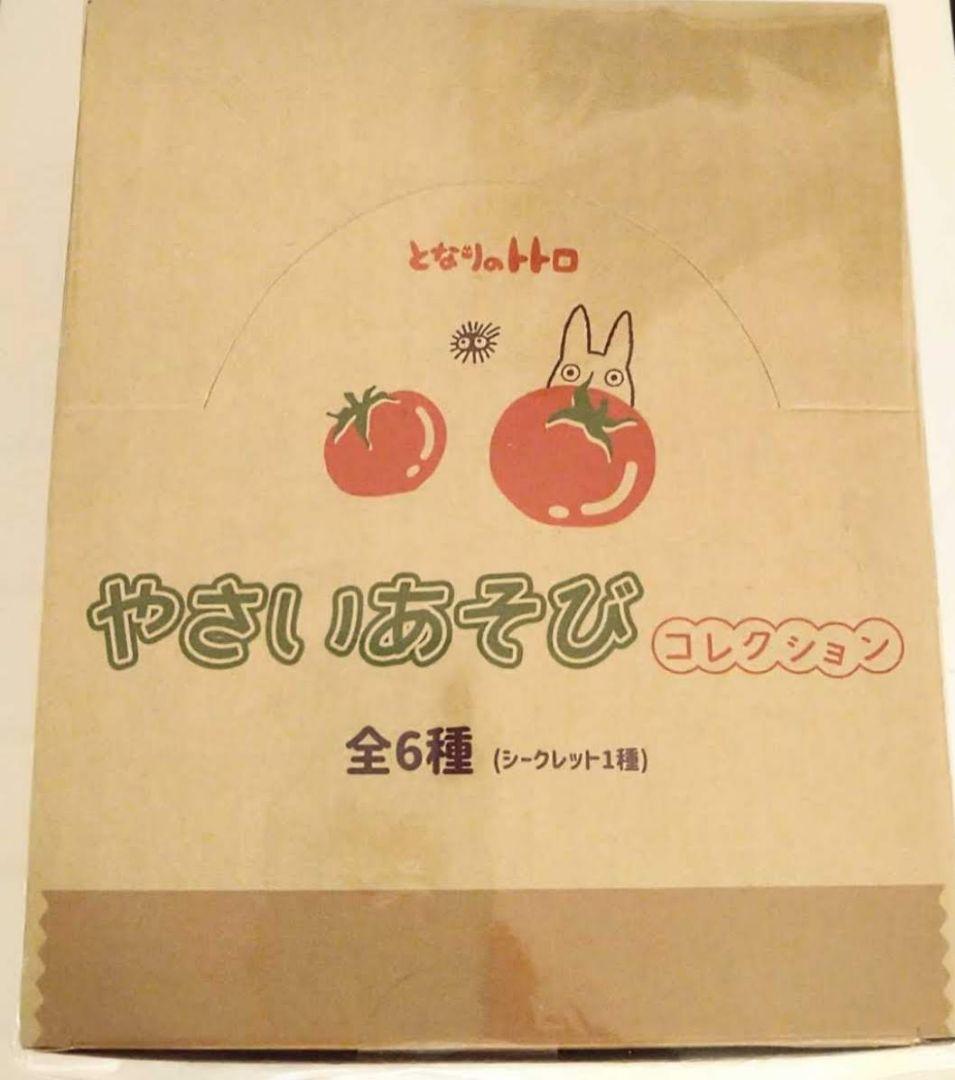 となりのトトロ
やさいあそび コレクション
全6種 (シークレット1種)